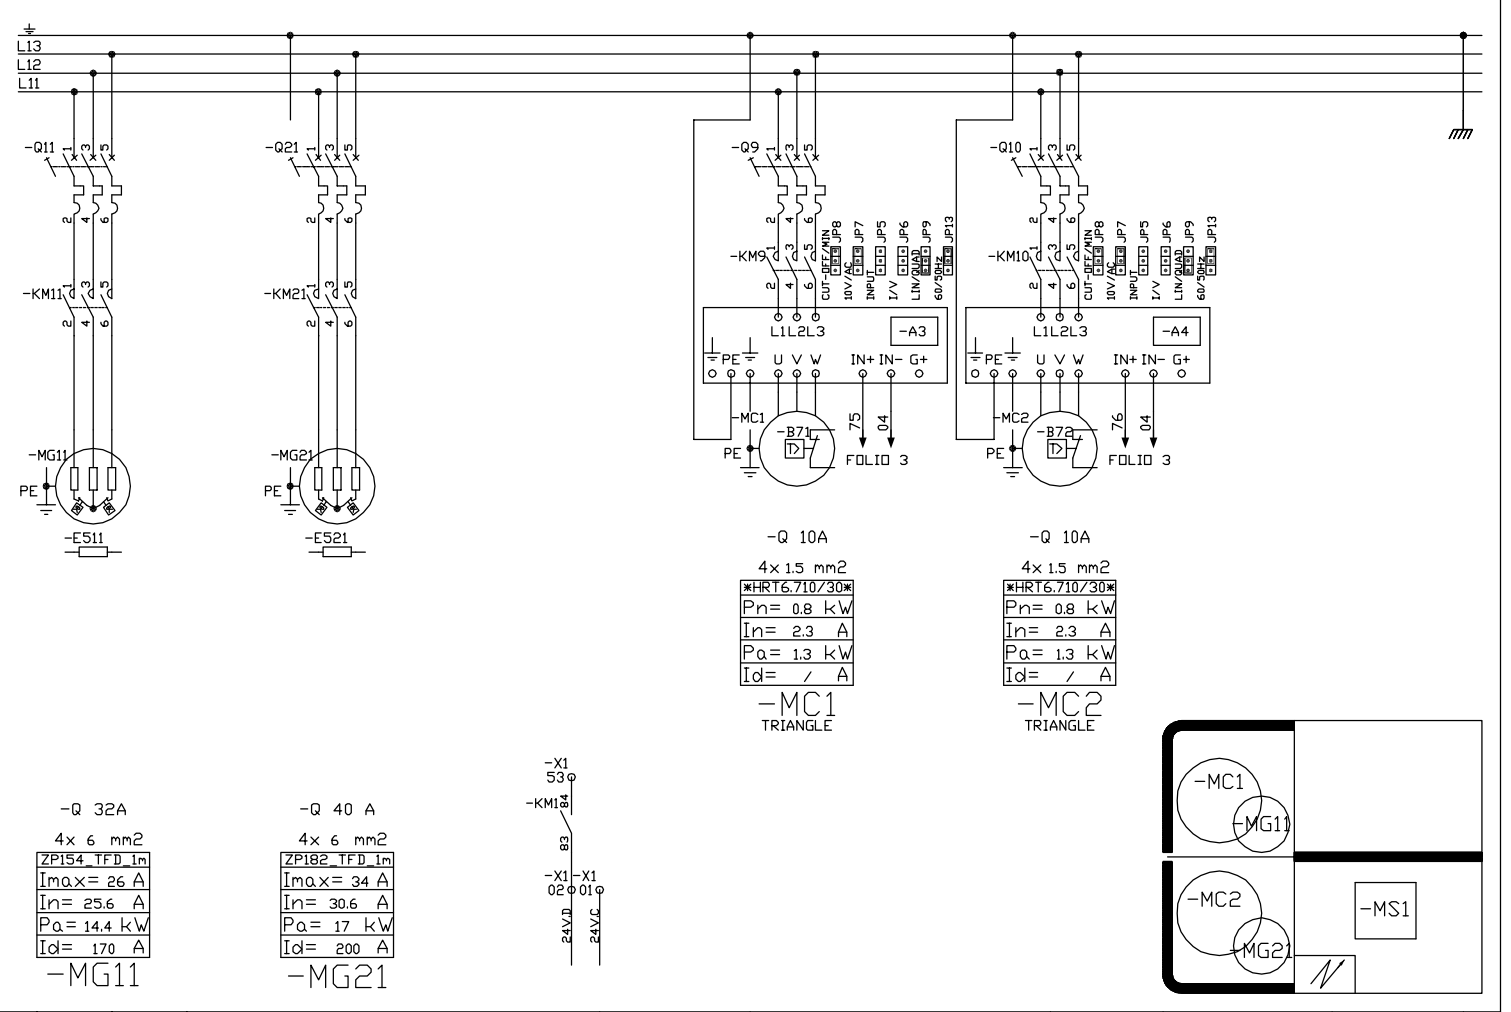 L13
L12
L11
-Q11 1 3 5
-Q21 1 3 5
-Q9 1 3 5
-Q10 1 3 5
2 4 6
2 4 6
2 4 6
2 4 6
-KM11 1 3 5
-KM21 1 3 5
-KM9 1 3 5
-KM10 1 3 5
2 4 6
2 4 6
2 4 6
2 4 6
CUT-OFF/MIN JP8
10V/AC JP7
INPUT JP5
I/V JP6
LIN/QUAD JP9
60/50Hz JP13
CUT-OFF/MIN JP8
10V/AC JP7
INPUT JP5
I/V JP6
LIN/QUAD JP9
60/50Hz JP13
L1L2L3 -A3
L1L2L3 -A4
PE U V W IN+ IN- G+
PE U V W IN+ IN- G+
-MC1 75 04
-MC2 76 04
-B71
-B72
PE FOLIO 3
PE FOLIO 3
-MG11
-MG21
PE
PE
-E511
-E521
-Q 10A
4x 1.5 mm2
*HRT6.710/30*
Pn= 0.8 kW
In= 2.3 A
Pa= 1.3 kW
Id= / A
-MC1
TRIANGLE
-Q 10A
4x 1.5 mm2
*HRT6.710/30*
Pn= 0.8 kW
In= 2.3 A
Pa= 1.3 kW
Id= / A
-MC2
TRIANGLE
-Q 32A
4x 6 mm2
ZP154_TFD_1m
Imax= 26 A
In= 25.6 A
Pa= 14.4 kW
Id= 170 A
-MG11
-Q 40 A
4x 6 mm2
ZP182_TFD_1m
Imax= 34 A
In= 30.6 A
Pa= 17 kW
Id= 200 A
-MG21
-X1
53
-KM1 84
83
-X1 -X1
02 01
24V.D 24V.C
-MC1
-MG11
-MC2
-MS1
-MG21
N